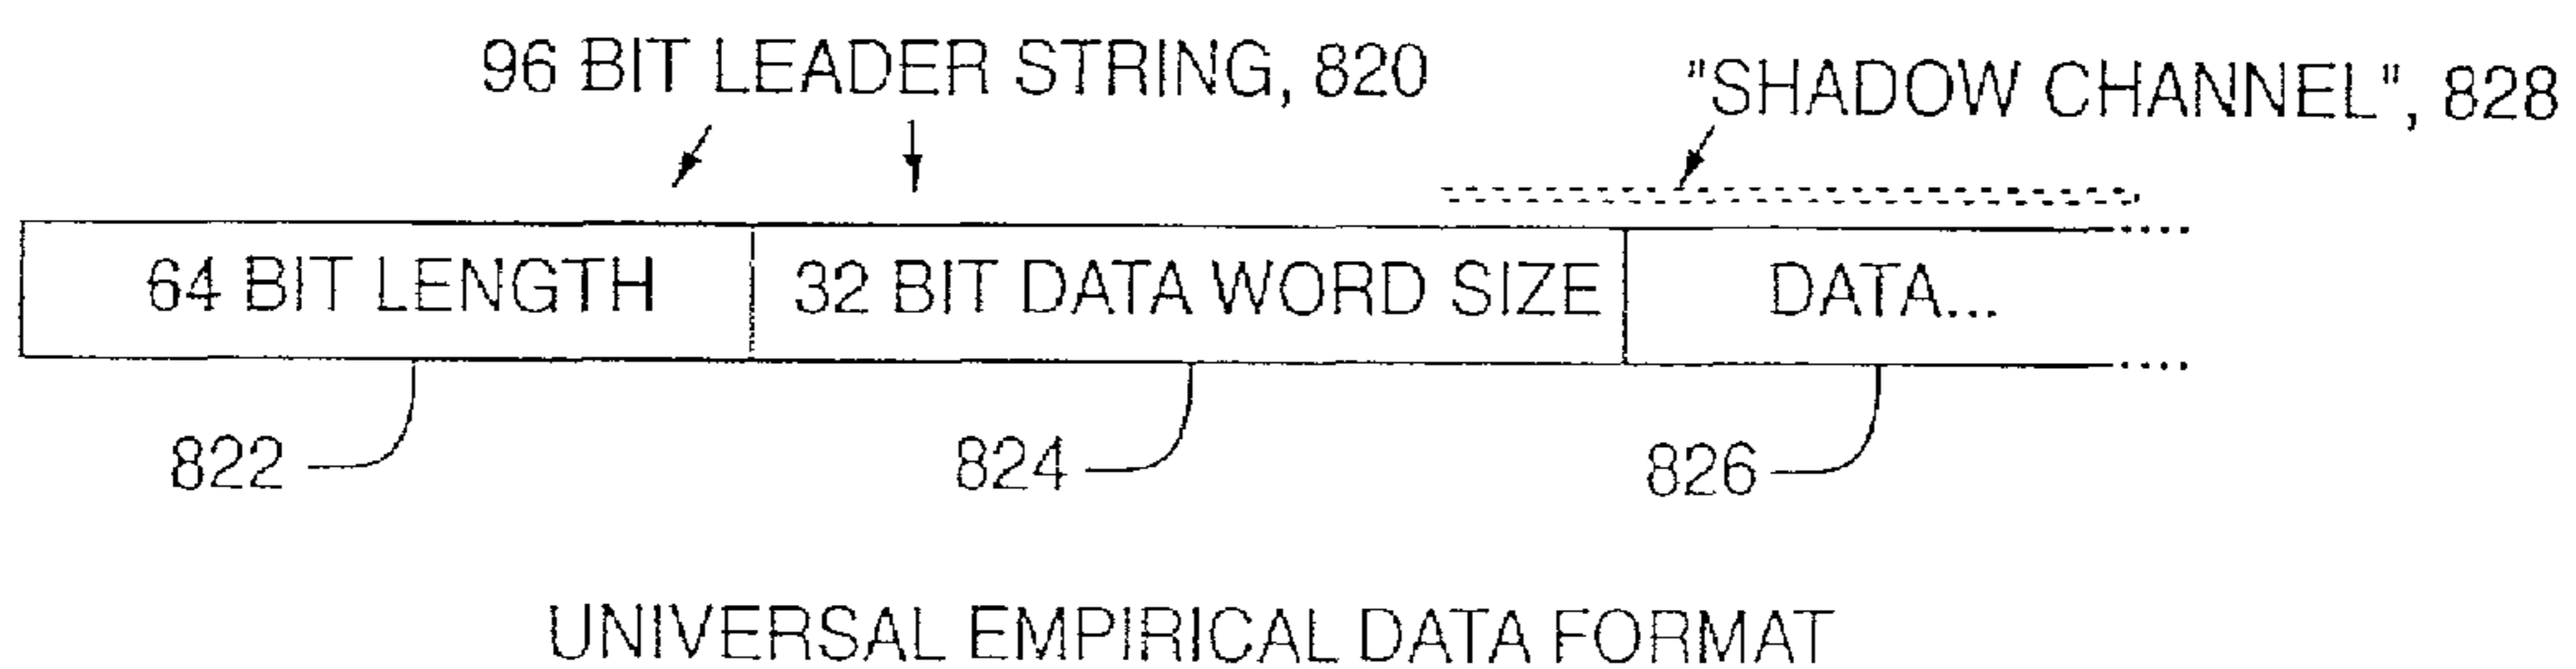 96 BIT LEADER STRING, 820
"SHADOW CHANNEL", 828
64 BIT LENGTH
32 BIT DATA WORD SIZE
DATA...
822
824
826
UNIVERSAL EMPIRICAL DATA FORMAT